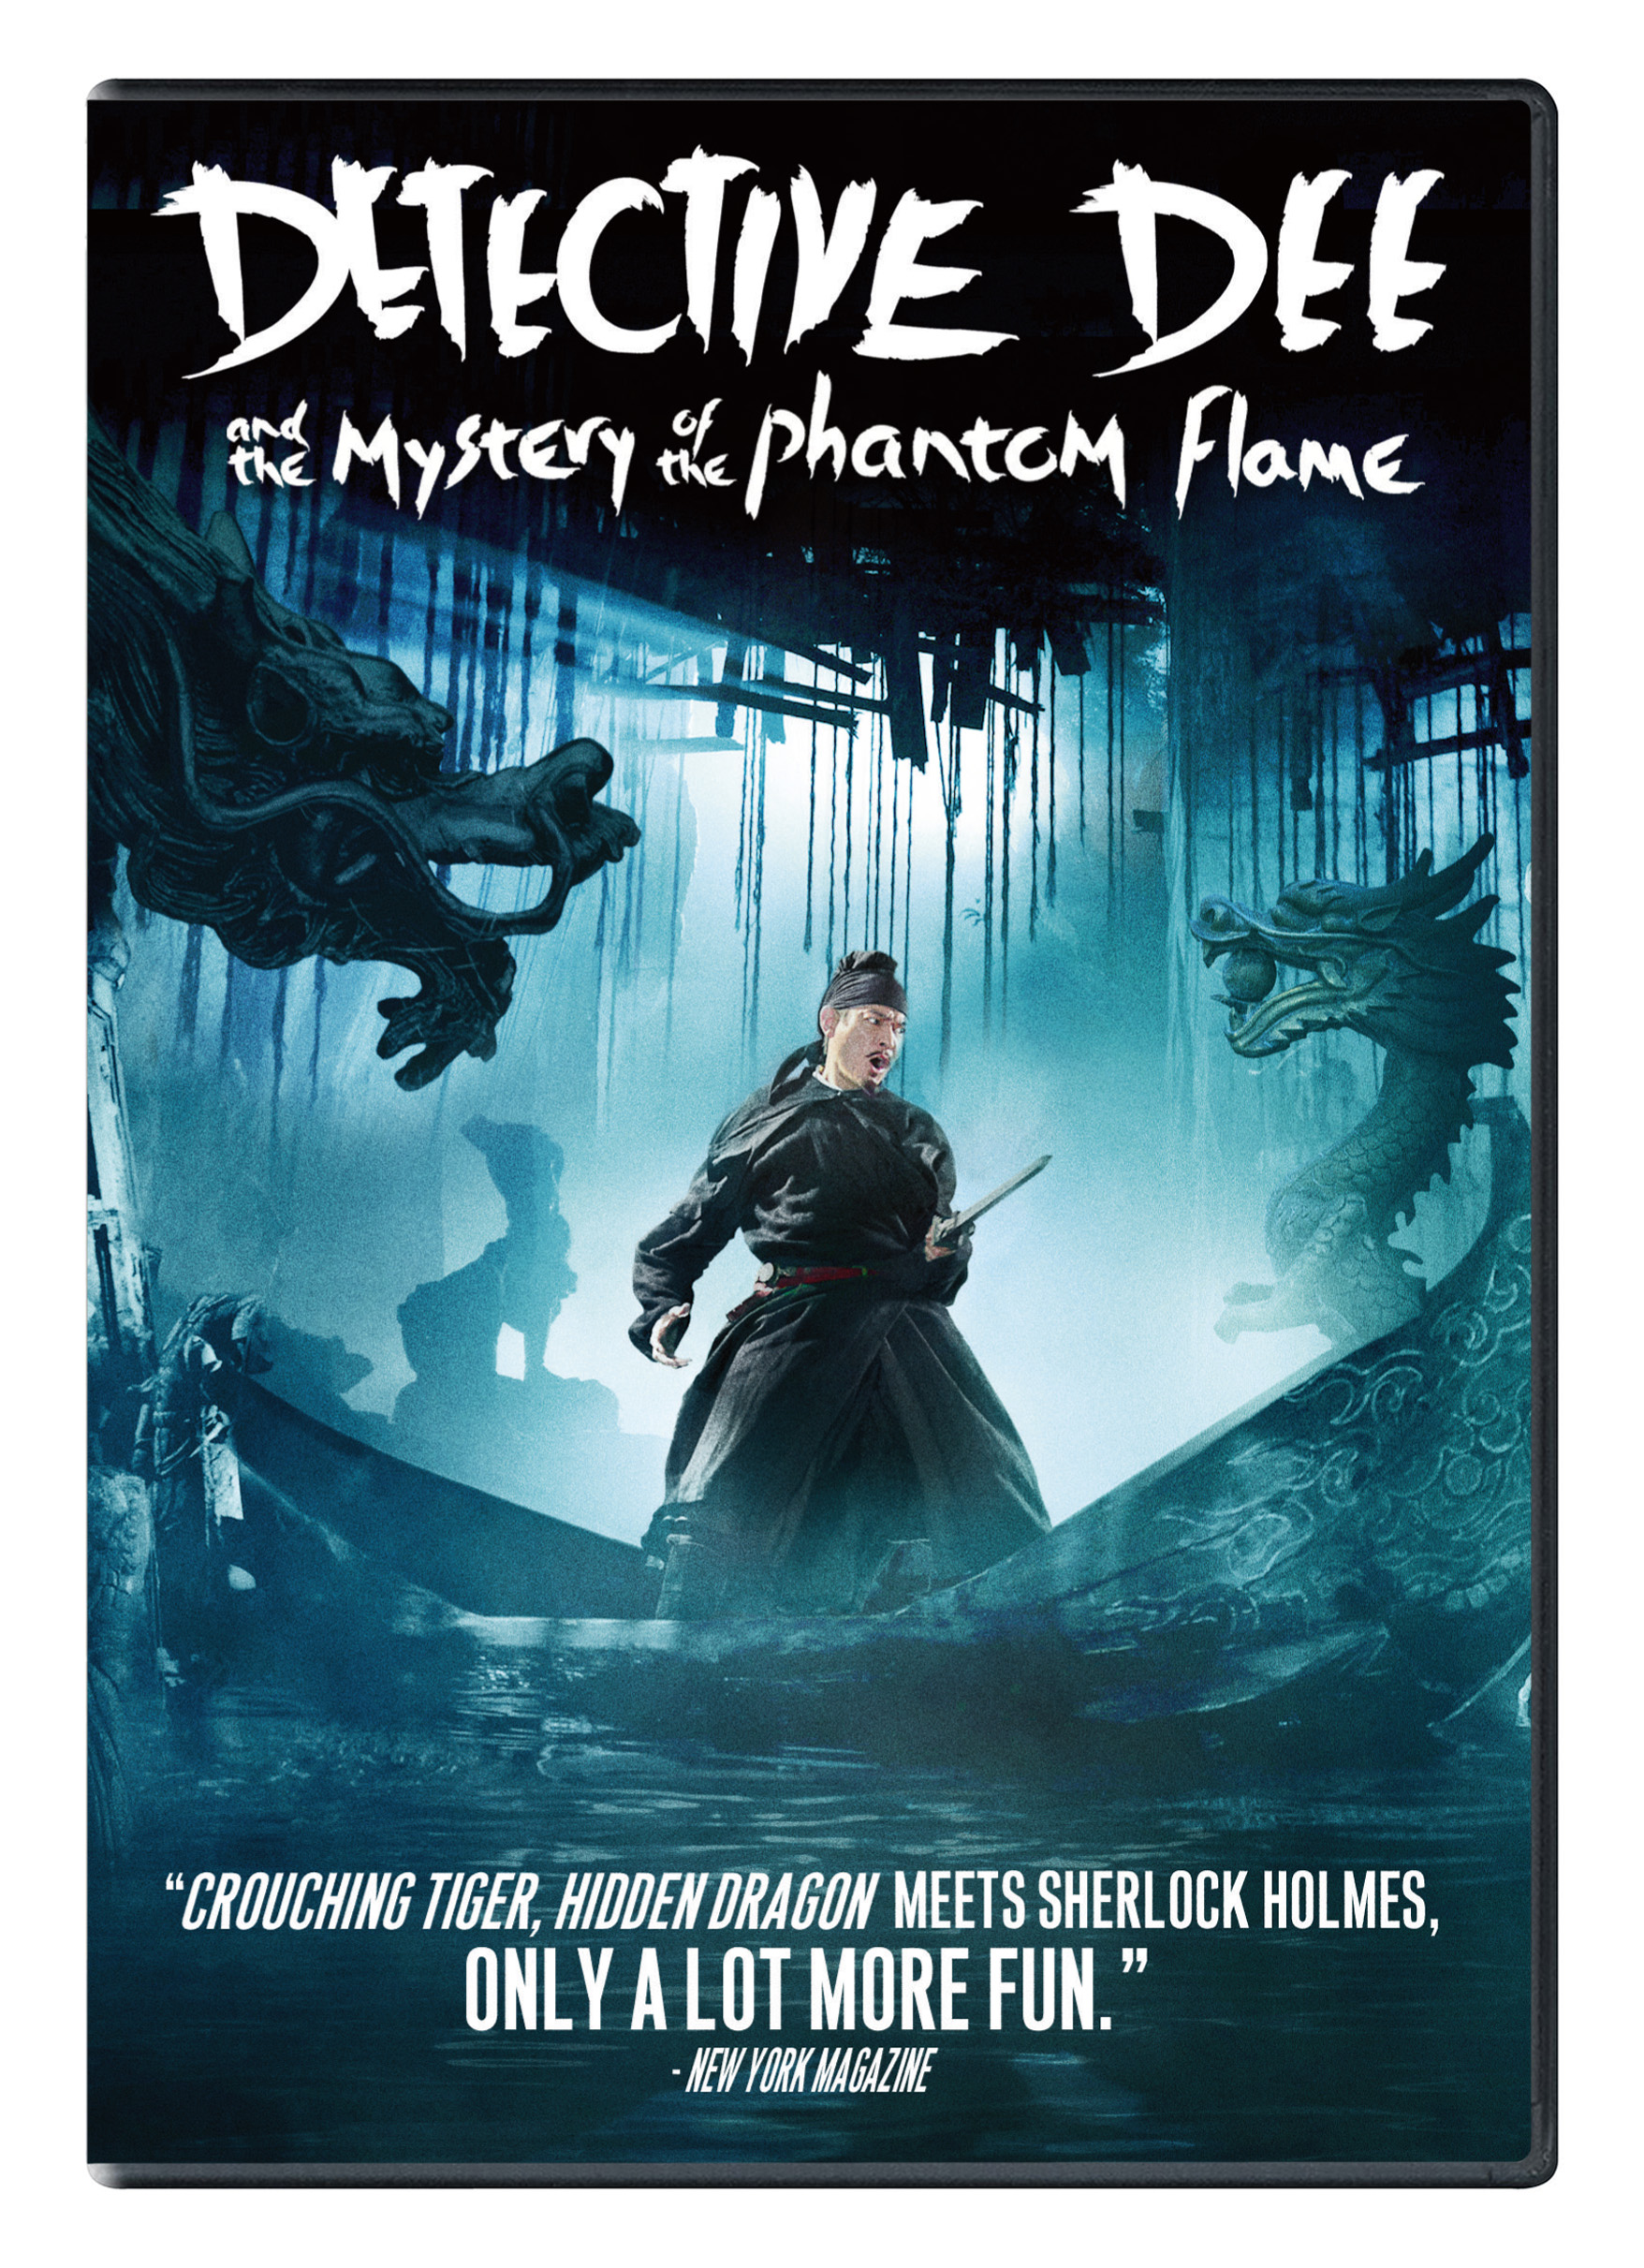 DETECTIVE DEE
and the Mystery of the Phantom Flame
“CROUCHING TIGER, HIDDEN DRAGON MEETS SHERLOCK HOLMES,
ONLY A LOT MORE FUN.”
- NEW YORK MAGAZINE